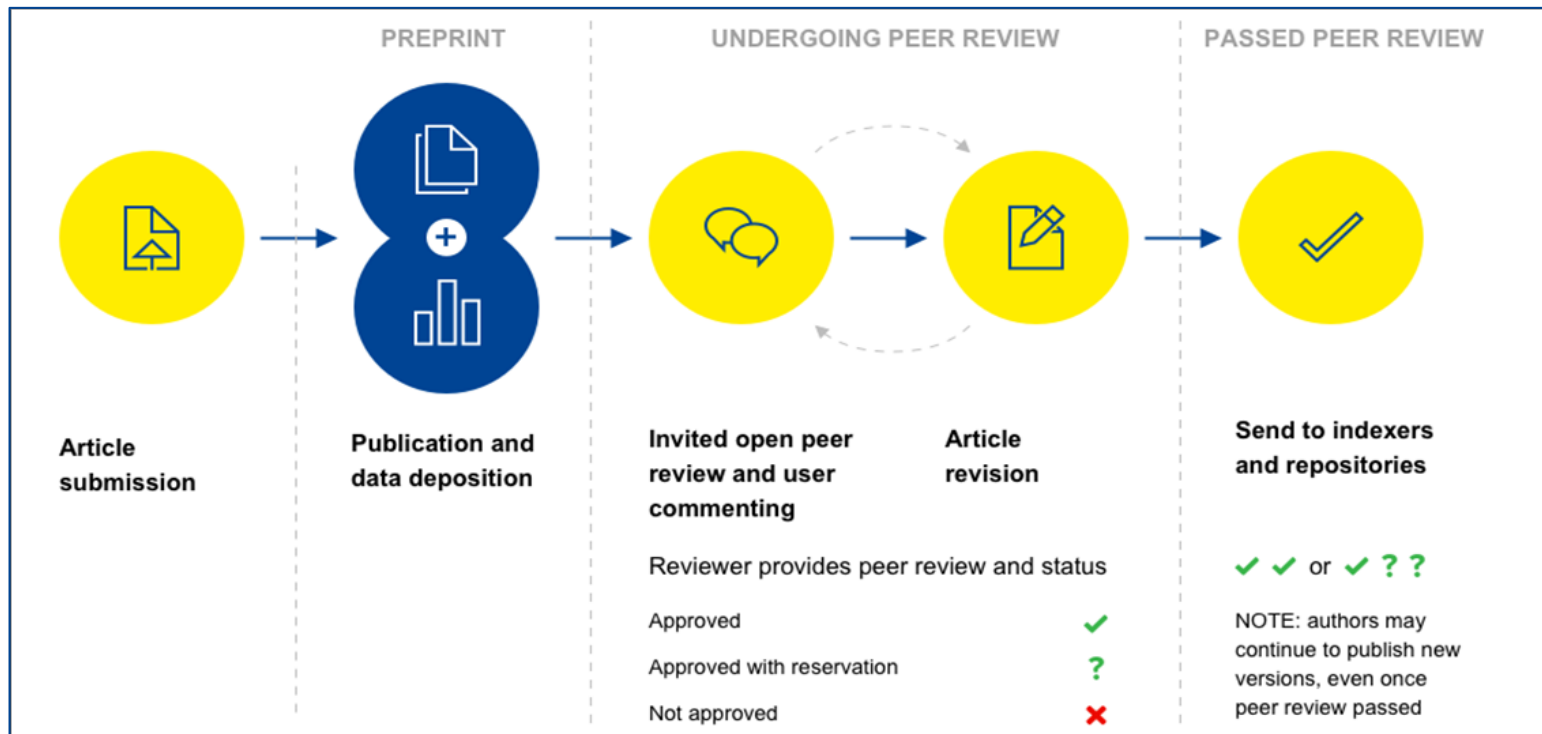 PREPRINT
UNDERGOING PEER REVIEW
PASSED PEER REVIEW
Article
submission
Publication and
data deposition
Invited open peer
review and user
commenting
Article
revision
Send to indexers
and repositories
Reviewer provides peer review and status
Approved
Approved with reservation
?
Not approved
or ? ?
NOTE: authors may
continue to publish new
versions, even once
peer review passed